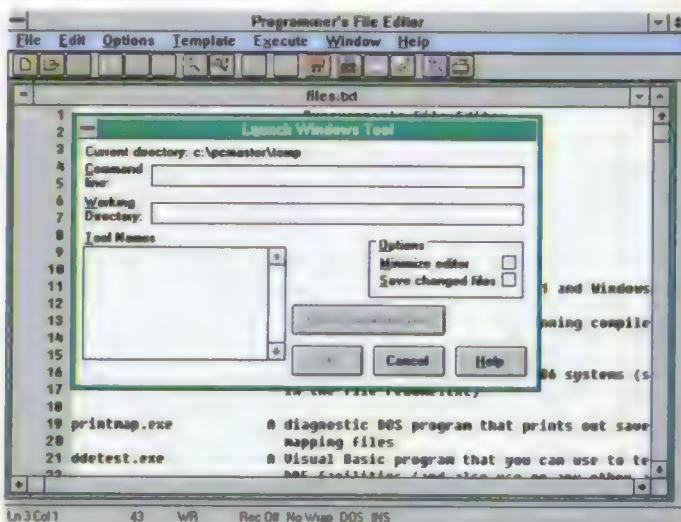 Programmer's File Editor
File Edit Options Template Execute Window Help
files.txt
Launch Windows Tool
Current directory: c:\pcmaster\temp
Command line:
Working Directory:
Tool Names
Options
Minimize editor
Save changed files
Cancel
Help
1
2
3
4
5
6
7
8
9
10
11 and Windows
12
13 compile
14
15
16 systems (s
17
18
19 printmap.exe A diagnostic DOS program that prints out save
20 mapping files
21 ddetest.exe A Visual Basic program that you can use to te
22
Ln 3 Col 1 43 WR Rec Off No Wrap DOS INS